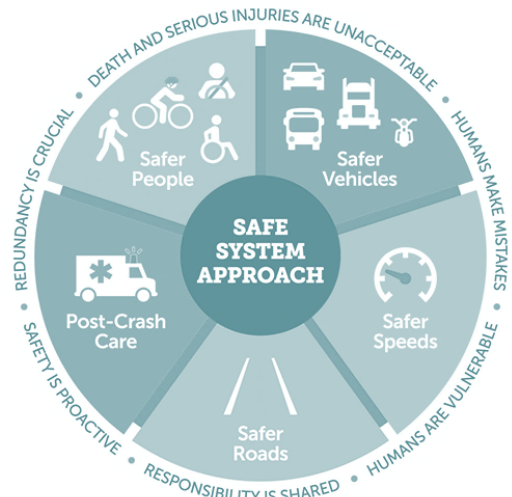 DEATH AND SERIOUS INJURIES ARE UNACCEPTABLE
HUMANS MAKE MISTAKES
HUMANS ARE VULNERABLE
RESPONSIBILITY IS SHARED
SAFETY IS PROACTIVE
REDUNDANCY IS CRUCIAL
Safer
People
Safer
Vehicles
SAFE
SYSTEM
APPROACH
Post-Crash
Care
Safer
Speeds
Safer
Roads